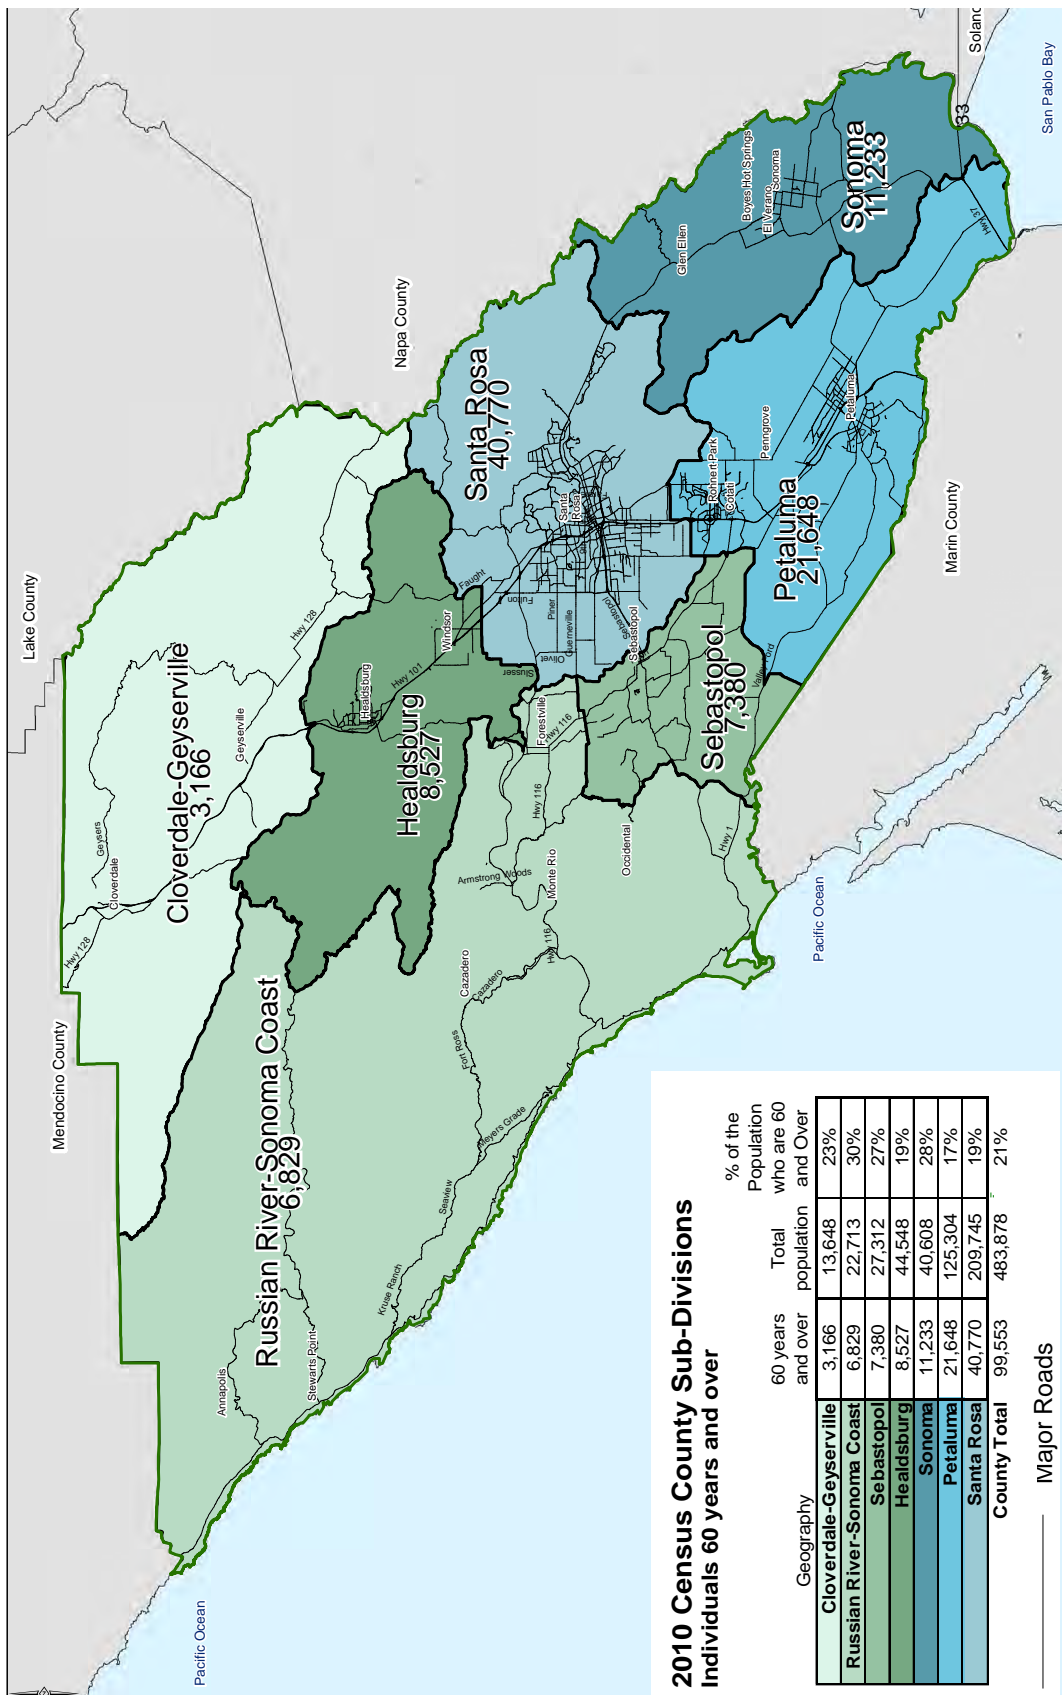 Lake County
Mendocino County
Napa County
Marin County
Solano
San Pablo Bay
Pacific Ocean
Pacific Ocean
Cloverdale-Geyserville
3,166
Hwy 128
Cloverdale
Geysers
Geyserville
Hwy 128
Russian River-Sonoma Coast
6,829
Annapolis
Stewarts Point
Kruse Ranch
Seaview
Meyers Grade
Fort Ross
Cazadero
Cazadero
Hwy 116
Monte Rio
Armstrong Woods
Hwy 116
Hwy 116
Forestville
Occidental
Hwy 1
Healdsburg
8,527
Healdsburg
Hwy 101
Windsor
Slusser
Santa Rosa
40,770
Faught
Fulton
Piner
Guerneville
Olivet
Sebastopol
Santa
Rosa
Sebastopol
7,380
Sebastopol
Valley Ford
Petaluma
21,648
Rohnert Park
Cotati
Penngrove
Petaluma
Hwy 37
Sonoma
11,233
Glen Ellen
Boyes Hot Springs
El Verano
Sonoma
33
2010 Census County Sub-Divisions
Individuals 60 years and over
Geography
60 years
and over
Total
population
% of the
Population
who are 60
and Over
Cloverdale-Geyserville 3,166 13,648 23%
Russian River-Sonoma Coast 6,829 22,713 30%
Sebastopol 7,380 27,312 27%
Healdsburg 8,527 44,548 19%
Sonoma 11,233 40,608 28%
Petaluma 21,648 125,304 17%
Santa Rosa 40,770 209,745 19%
County Total 99,553 483,878 21%
Major Roads